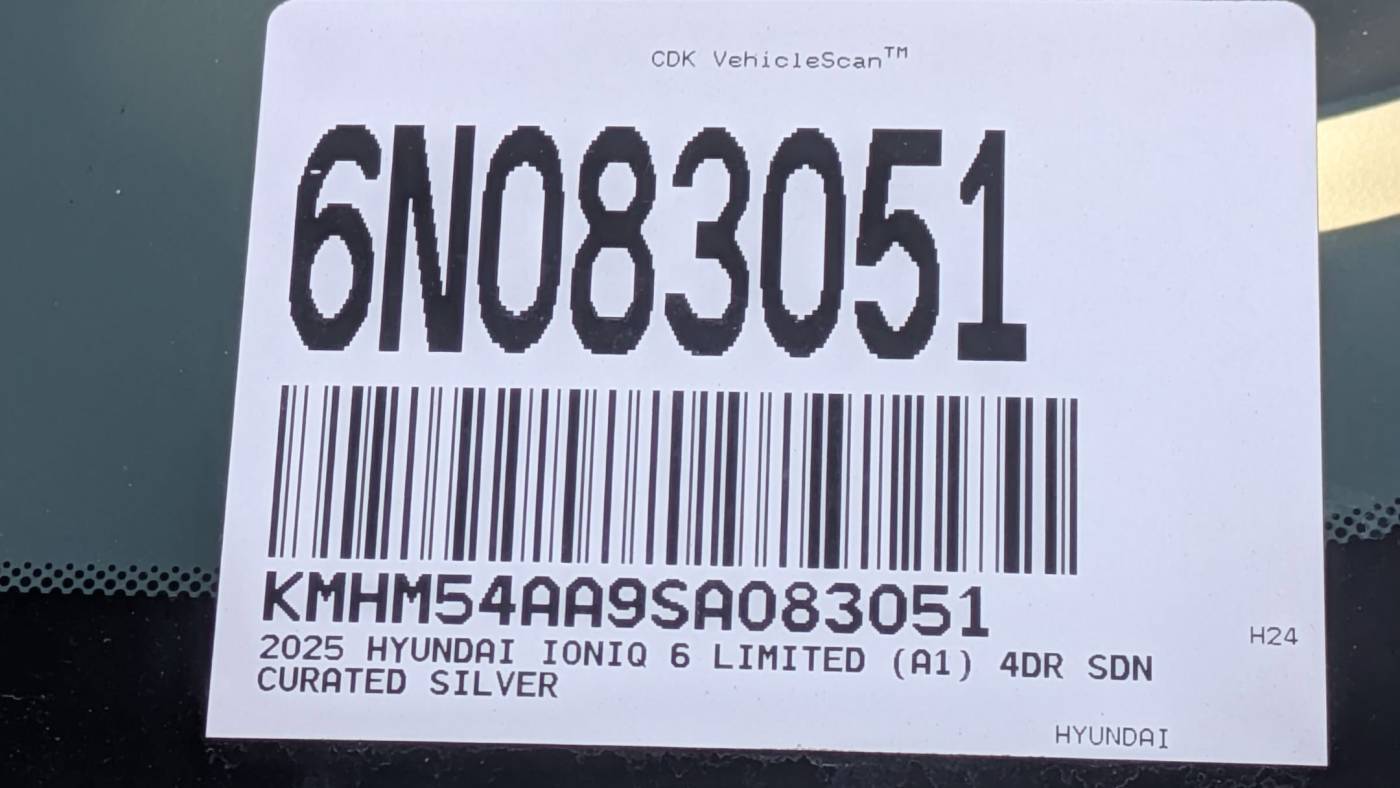 CDK VehicleScan™
6N083051
KMHM54AA9SA083051
2025 HYUNDAI IONIQ 6 LIMITED (A1) 4DR SDN
CURATED SILVER
H24
HYUNDAI